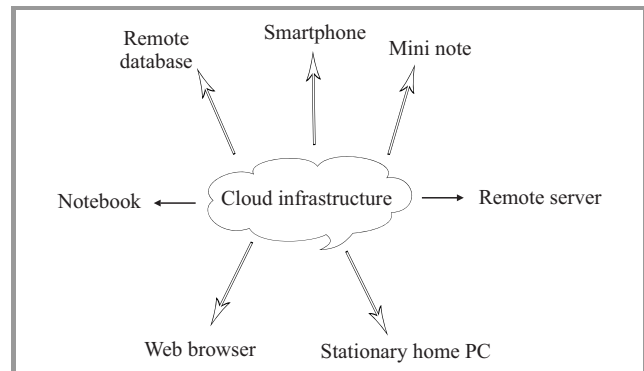 Smartphone
Remote
database
Mini note
Notebook
Cloud infrastructure
Remote server
Web browser
Stationary home PC